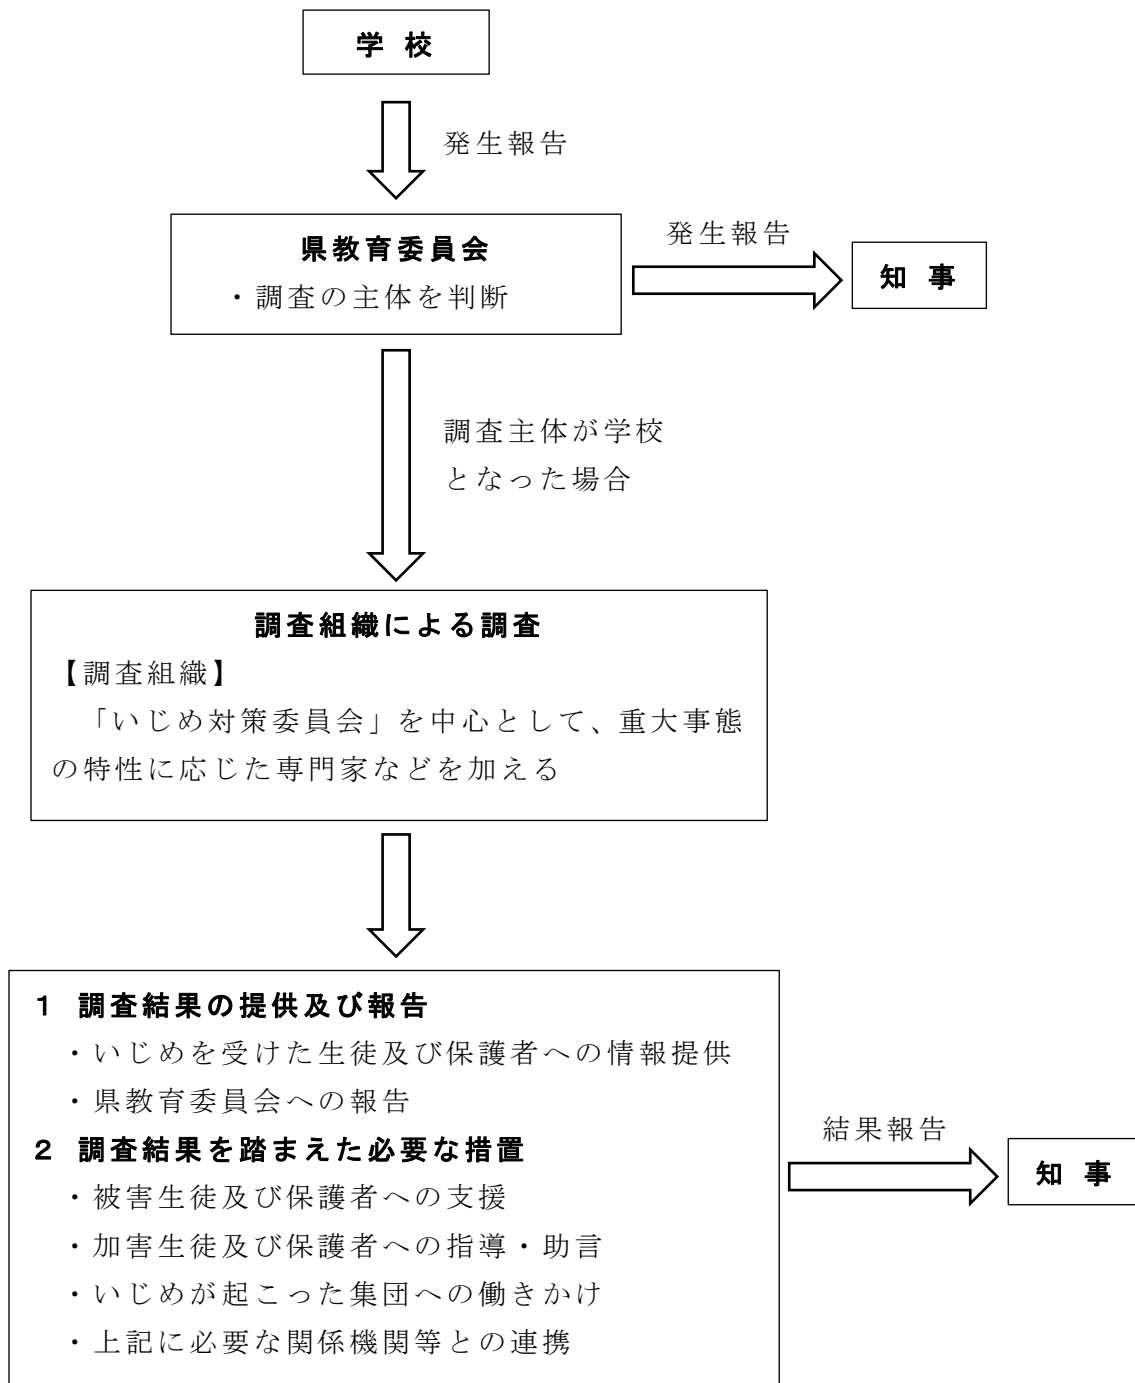 学 校
発生報告
県教育委員会
・調査の主体を判断
発生報告
知 事
調査主体が学校
となった場合
調査組織による調査
【調査組織】
「いじめ対策委員会」を中心として、重大事態
の特性に応じた専門家などを加える
1 調査結果の提供及び報告
・いじめを受けた生徒及び保護者への情報提供
・県教育委員会への報告
2 調査結果を踏まえた必要な措置
・被害生徒及び保護者への支援
・加害生徒及び保護者への指導・助言
・いじめが起こった集団への働きかけ
・上記に必要な関係機関等との連携
結果報告
知 事